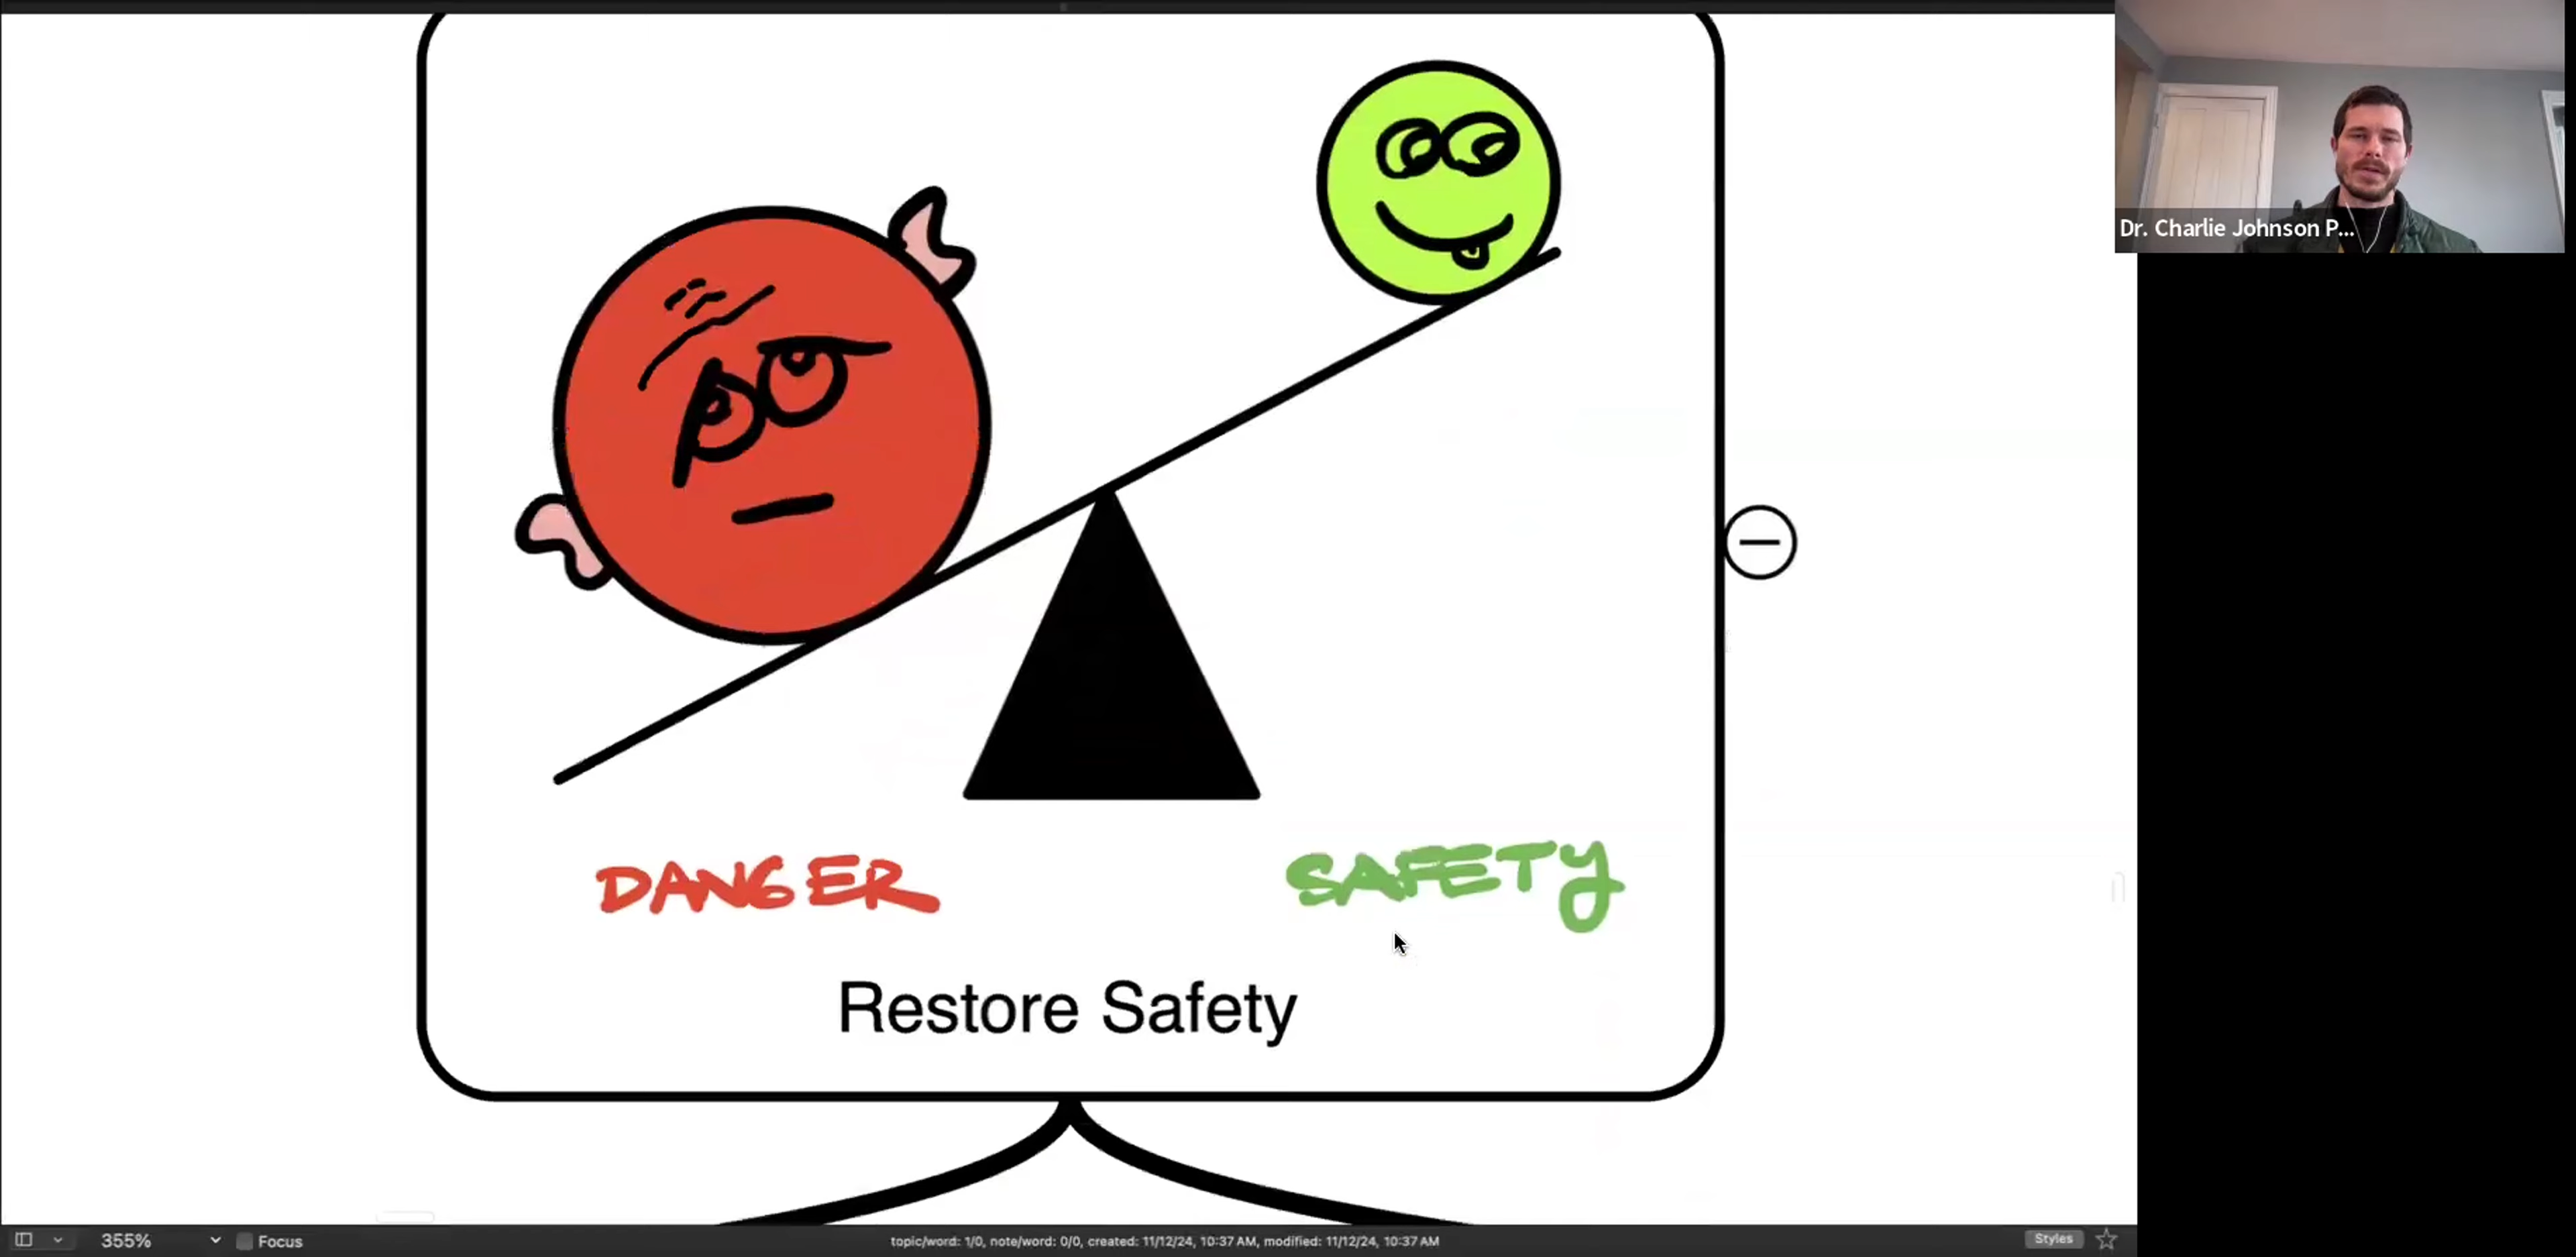 Dr. Charlie Johnson P...
DANGER
SAFETY
Restore Safety
355%
Focus
topic/word: 1/0, note/word: 0/0, created: 11/12/24, 10:37 AM, modified: 11/12/24, 10:37 AM
Styles